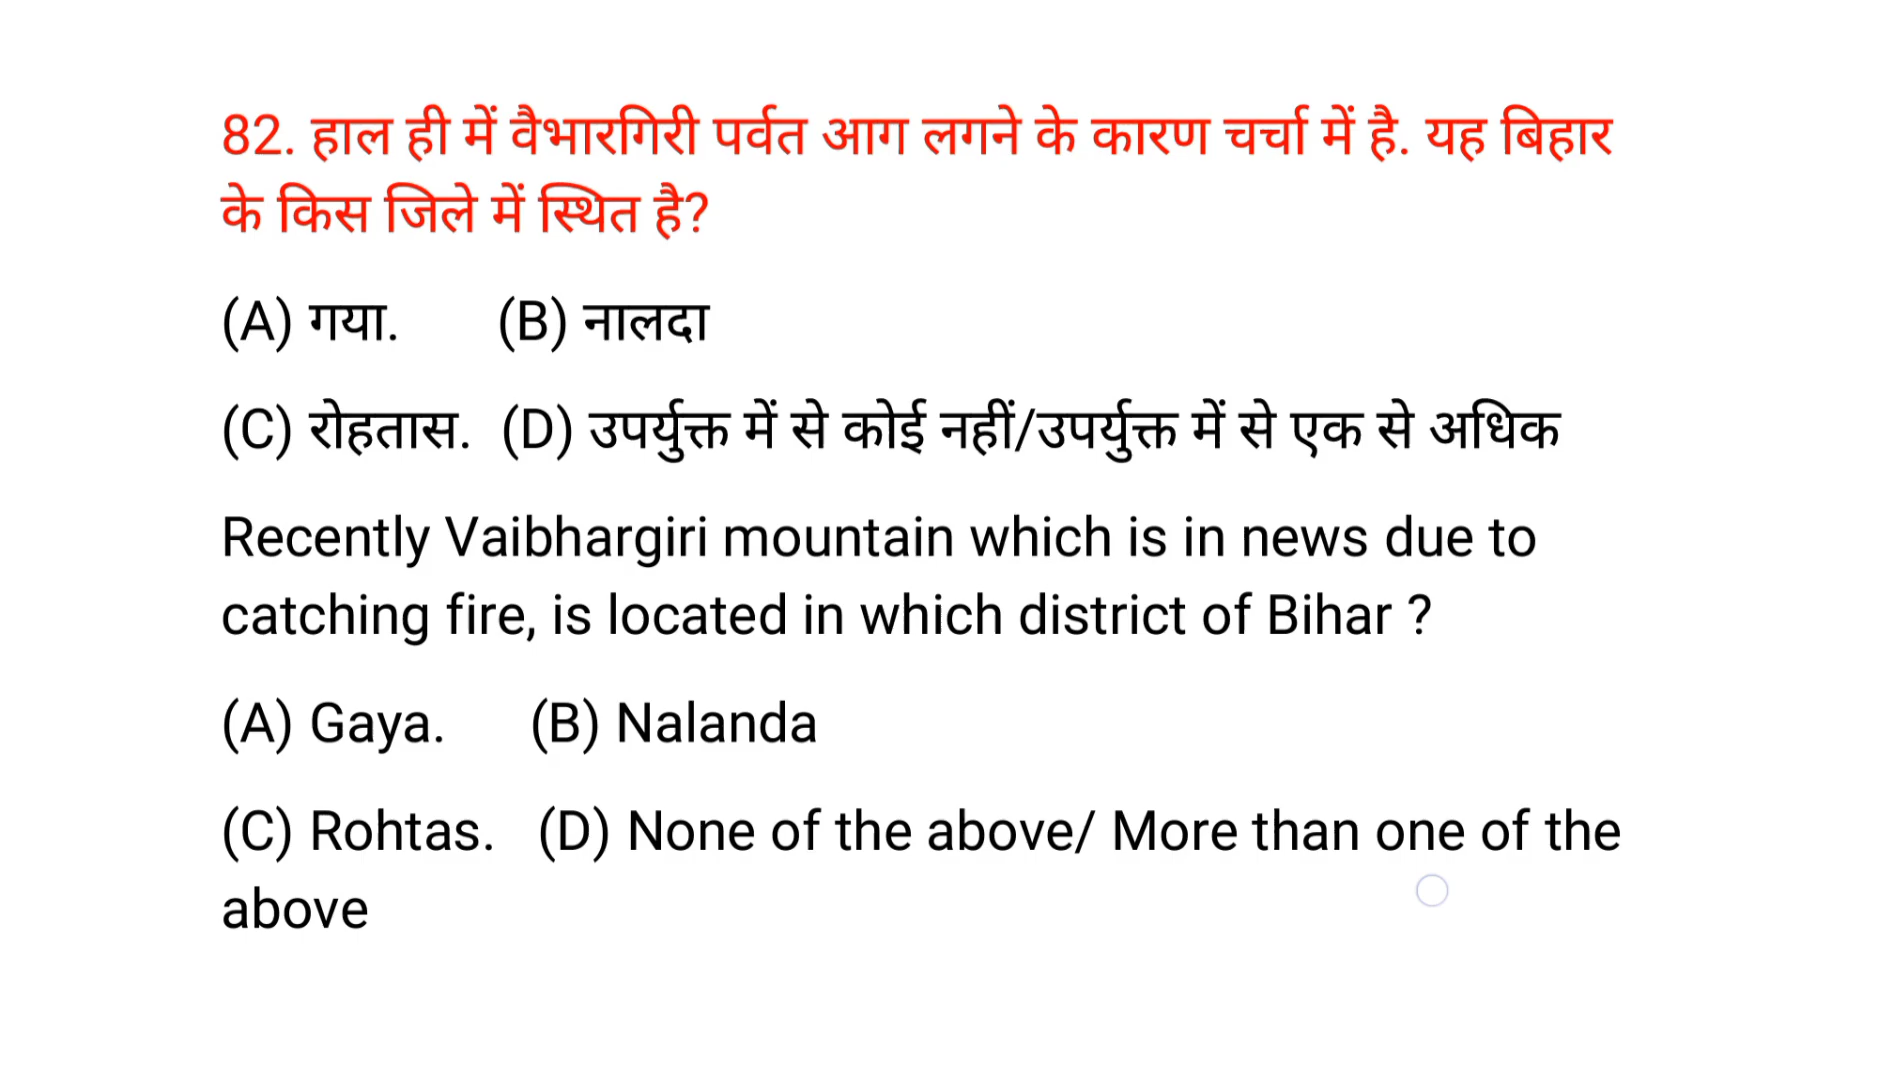 82. हाल ही में वैभारगिरी पर्वत आग लगने के कारण चर्चा में है. यह बिहार
के किस जिले में स्थित है?
(A) गया. (B) नालदा
(C) रोहतास. (D) उपर्युक्त में से कोई नहीं/उपर्युक्त में से एक से अधिक
Recently Vaibhargiri mountain which is in news due to
catching fire, is located in which district of Bihar ?
(A) Gaya. (B) Nalanda
(C) Rohtas. (D) None of the above/ More than one of the
above